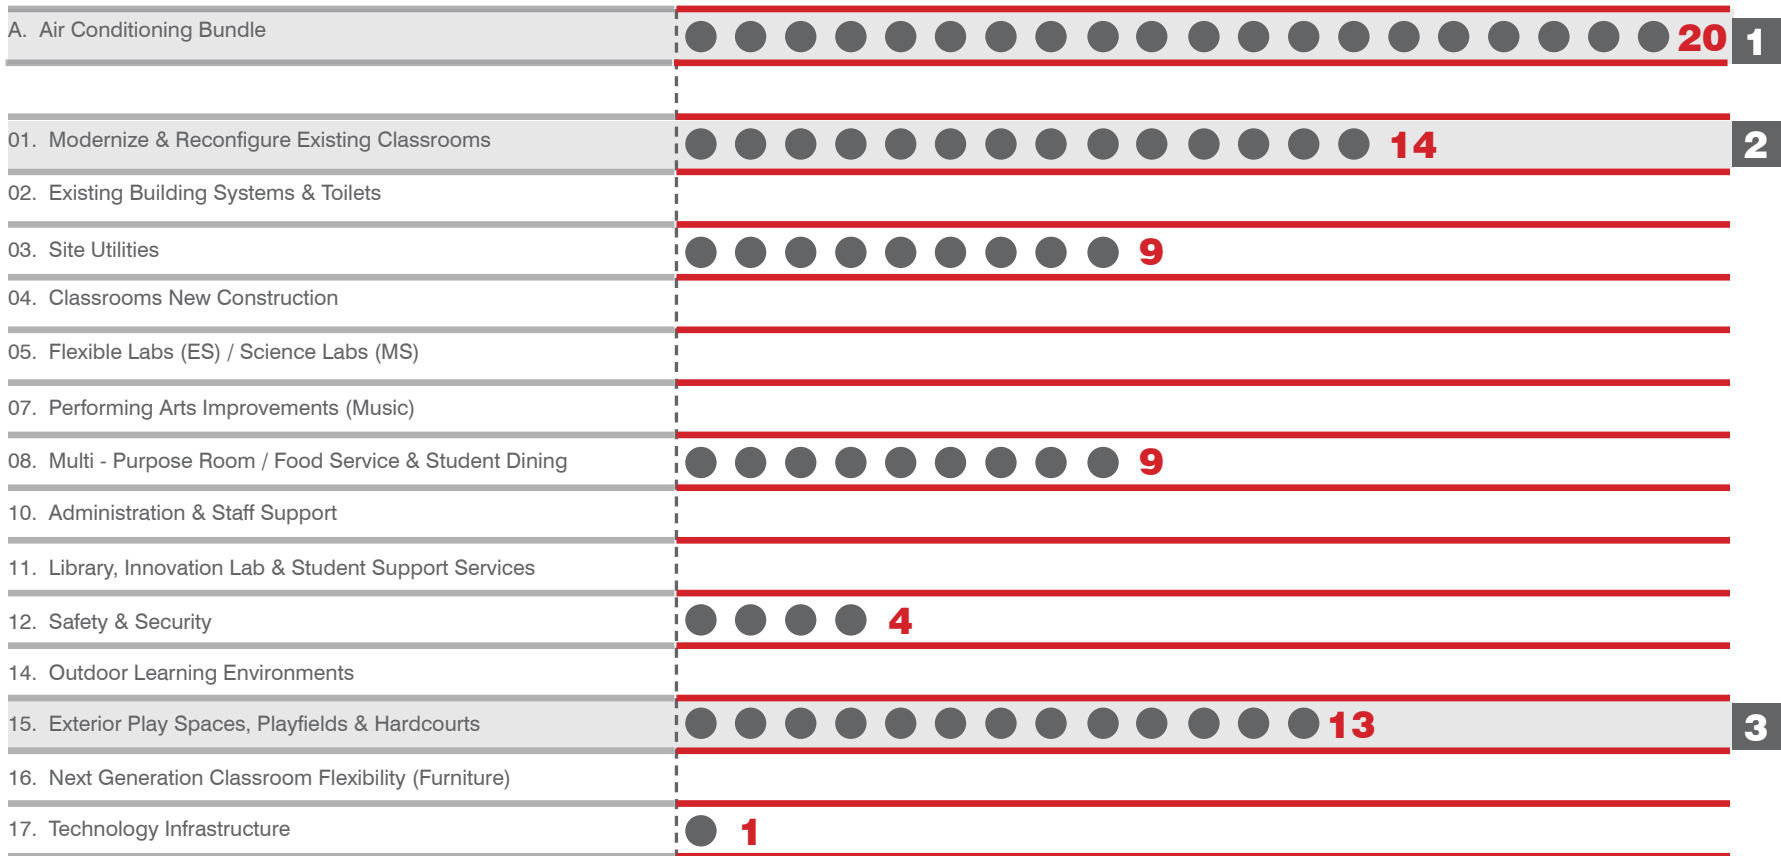 A. Air Conditioning Bundle 20 1
01. Modernize & Reconfigure Existing Classrooms 14 2
02. Existing Building Systems & Toilets
03. Site Utilities 9
04. Classrooms New Construction
05. Flexible Labs (ES) / Science Labs (MS)
07. Performing Arts Improvements (Music)
08. Multi - Purpose Room / Food Service & Student Dining 9
10. Administration & Staff Support
11. Library, Innovation Lab & Student Support Services
12. Safety & Security 4
14. Outdoor Learning Environments
15. Exterior Play Spaces, Playfields & Hardcourts 13 3
16. Next Generation Classroom Flexibility (Furniture)
17. Technology Infrastructure 1